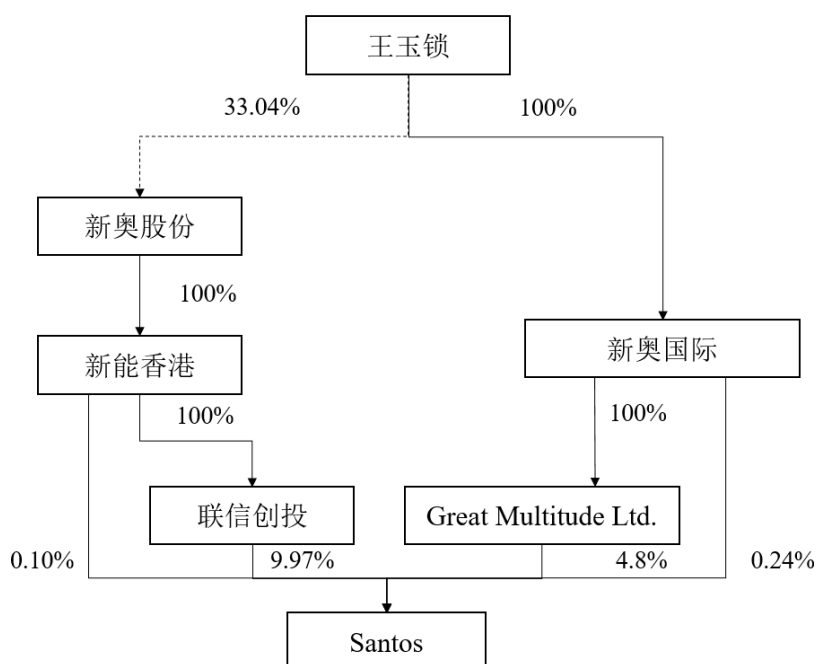 王玉锁
33.04%
100%
新奥股份
100%
新能香港
新奥国际
100%
100%
联信创投
Great Multitude Ltd.
0.10%
9.97%
4.8%
0.24%
Santos